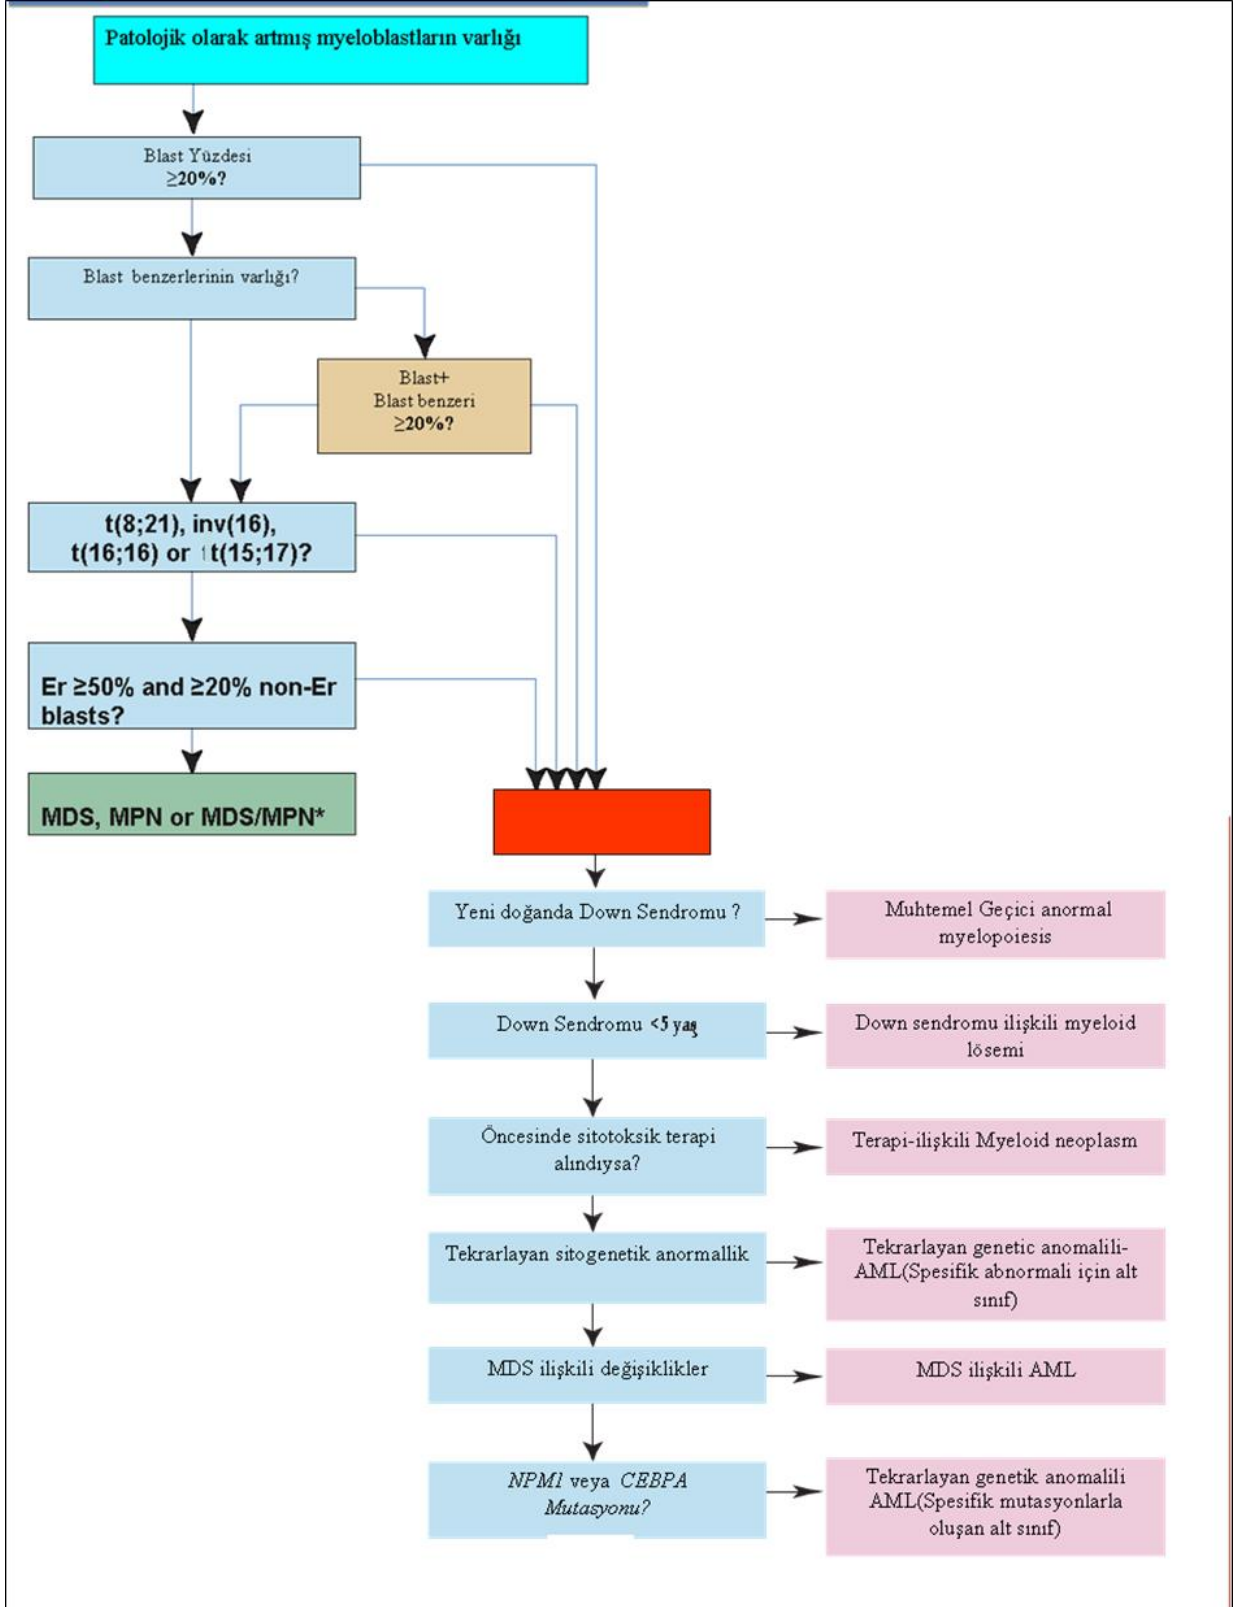 Patolojik olarak artmış myeloblastların varlığı
Blast Yüzdesi
≥20%?
Blast benzerlerinin varlığı?
Blast+
Blast benzeri
≥20%?
t(8;21), inv(16),
t(16;16) or t(15;17)?
Er ≥50% and ≥20% non-Er
blasts?
MDS, MPN or MDS/MPN*
Yeni doğanda Down Sendromu ?
Muhtemel Geçici anormal
myelopoiesis
Down Sendromu <5 yaş
Down sendromu ilişkili myeloid
lösemi
Öncesinde sitotoksik terapi
alındıysa?
Terapi-ilişkili Myeloid neoplasm
Tekrarlayan sitogenetik anormallik
Tekrarlayan genetic anomalili-
AML(Spesifik abnormali için alt
sınıf)
MDS ilişkili değişiklikler
MDS ilişkili AML
NPM1 veya CEBPA
Mutasyonu?
Tekrarlayan genetik anomalili
AML(Spesifik mutasyonlarla
oluşan alt sınıf)